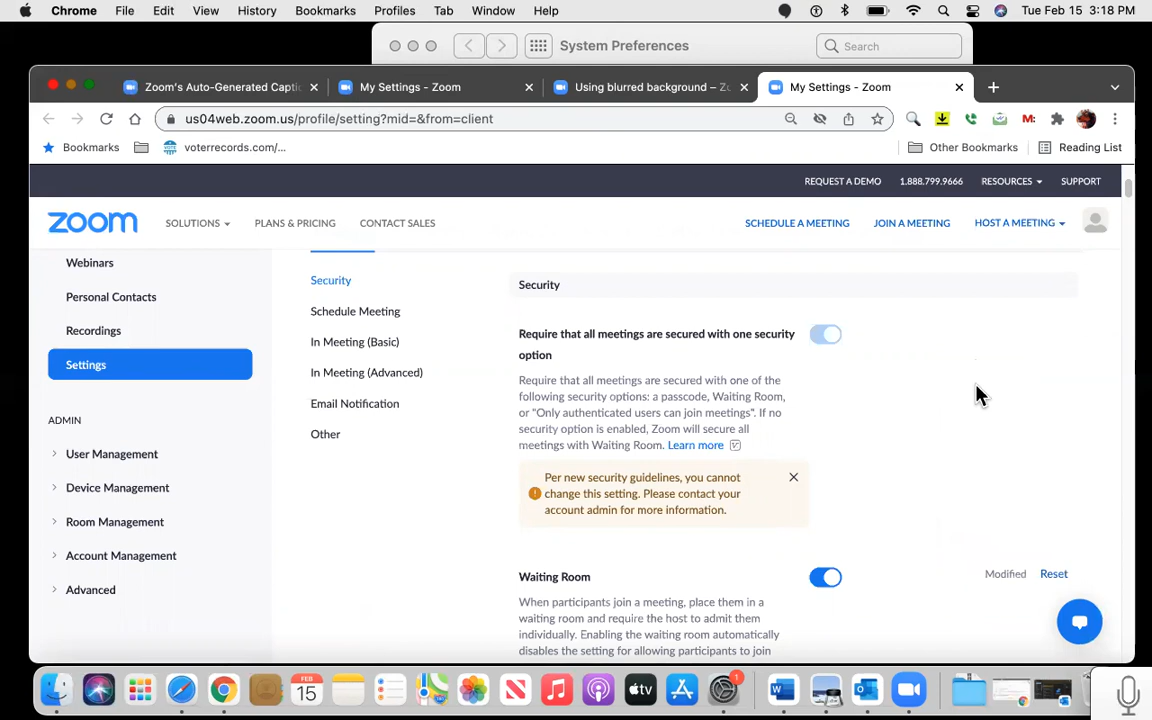 Chrome File Edit View History Bookmarks Profiles Tab Window Help Tue Feb 15 3:18 PM
System Preferences Search
Zoom's Auto-Generated Captio My Settings - Zoom Using blurred background – Zo My Settings - Zoom
us04web.zoom.us/profile/setting?mid=&from=client
Bookmarks voterrecords.com/... Other Bookmarks Reading List
REQUEST A DEMO 1.888.799.9666 RESOURCES SUPPORT
zoom SOLUTIONS PLANS & PRICING CONTACT SALES SCHEDULE A MEETING JOIN A MEETING HOST A MEETING
Webinars
Personal Contacts
Recordings
Settings
ADMIN
User Management
Device Management
Room Management
Account Management
Advanced
Security
Schedule Meeting
In Meeting (Basic)
In Meeting (Advanced)
Email Notification
Other
Security
Require that all meetings are secured with one security
option
Require that all meetings are secured with one of the
following security options: a passcode, Waiting Room,
or "Only authenticated users can join meetings". If no
security option is enabled, Zoom will secure all
meetings with Waiting Room. Learn more
Per new security guidelines, you cannot
change this setting. Please contact your
account admin for more information.
Waiting Room Modified Reset
When participants join a meeting, place them in a
waiting room and require the host to admit them
individually. Enabling the waiting room automatically
disables the setting for allowing participants to join
FEB
15
tv
1
W